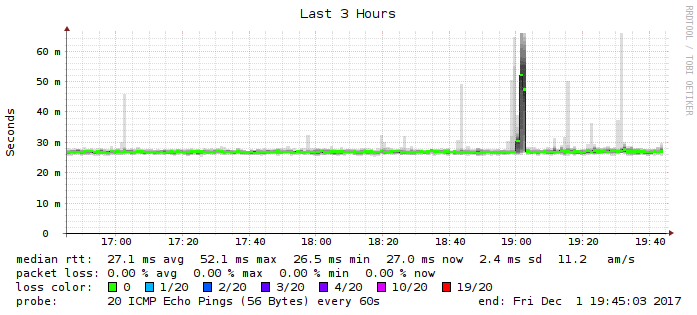 Last 3 Hours
RRDTOOL / TOBI OETIKER
Seconds
60 m
50 m
40 m
30 m
20 m
10 m
0
17:00 17:20 17:40 18:00 18:20 18:40 19:00 19:20 19:40
median rtt: 27.1 ms avg 52.1 ms max 26.5 ms min 27.0 ms now 2.4 ms sd 11.2 am/s
packet loss: 0.00 % avg 0.00 % max 0.00 % min 0.00 % now
loss color: 0 1/20 2/20 3/20 4/20 10/20 19/20
probe: 20 ICMP Echo Pings (56 Bytes) every 60s end: Fri Dec 1 19:45:03 2017